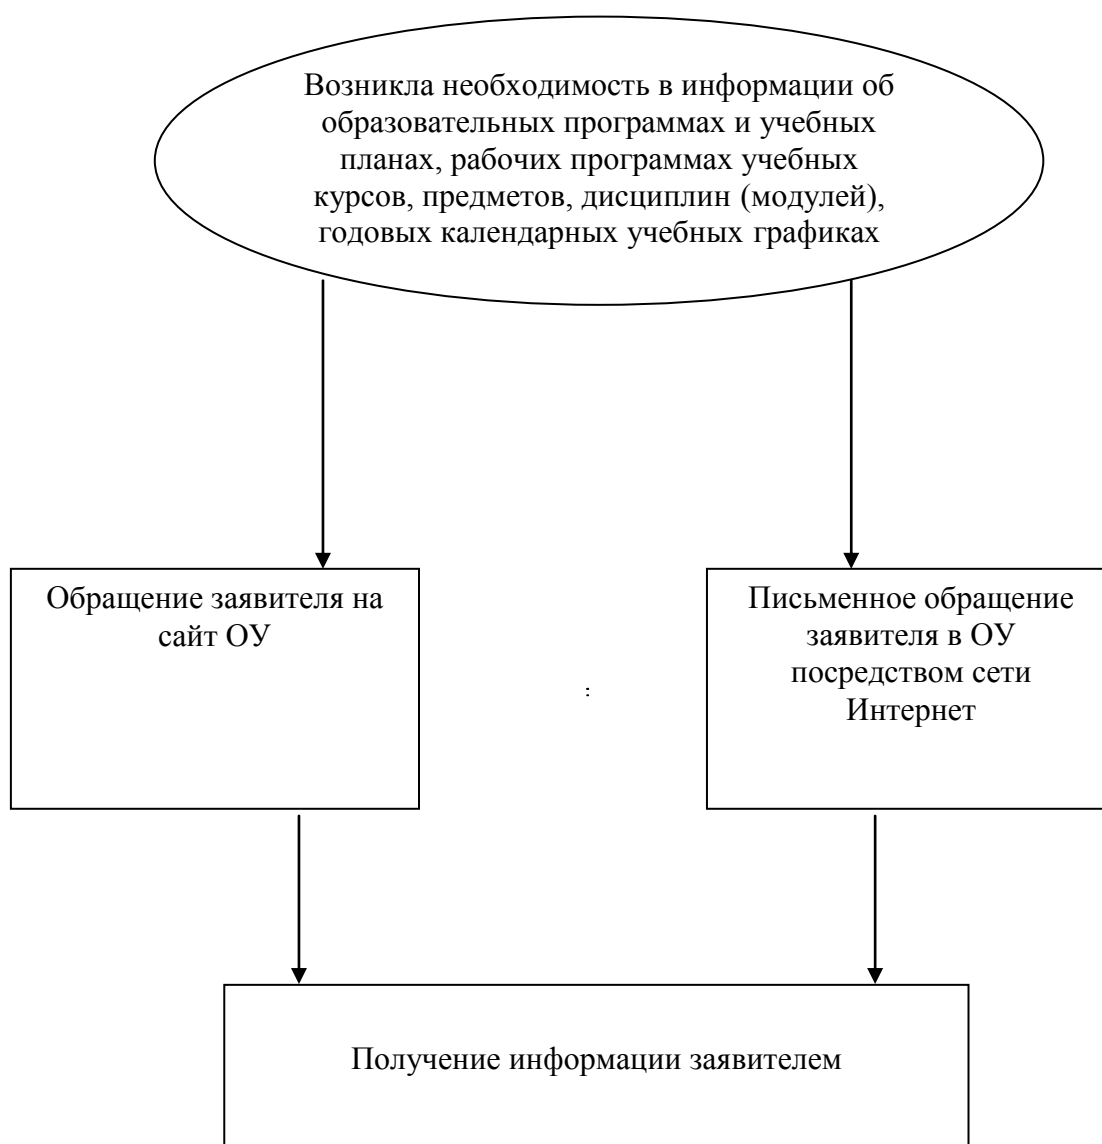 Возникла необходимость в информации об
образовательных программах и учебных
планах, рабочих программах учебных
курсов, предметов, дисциплин (модулей),
годовых календарных учебных графиках
Обращение заявителя на
сайт ОУ
Письменное обращение
заявителя в ОУ
посредством сети
Интернет
:
Получение информации заявителем